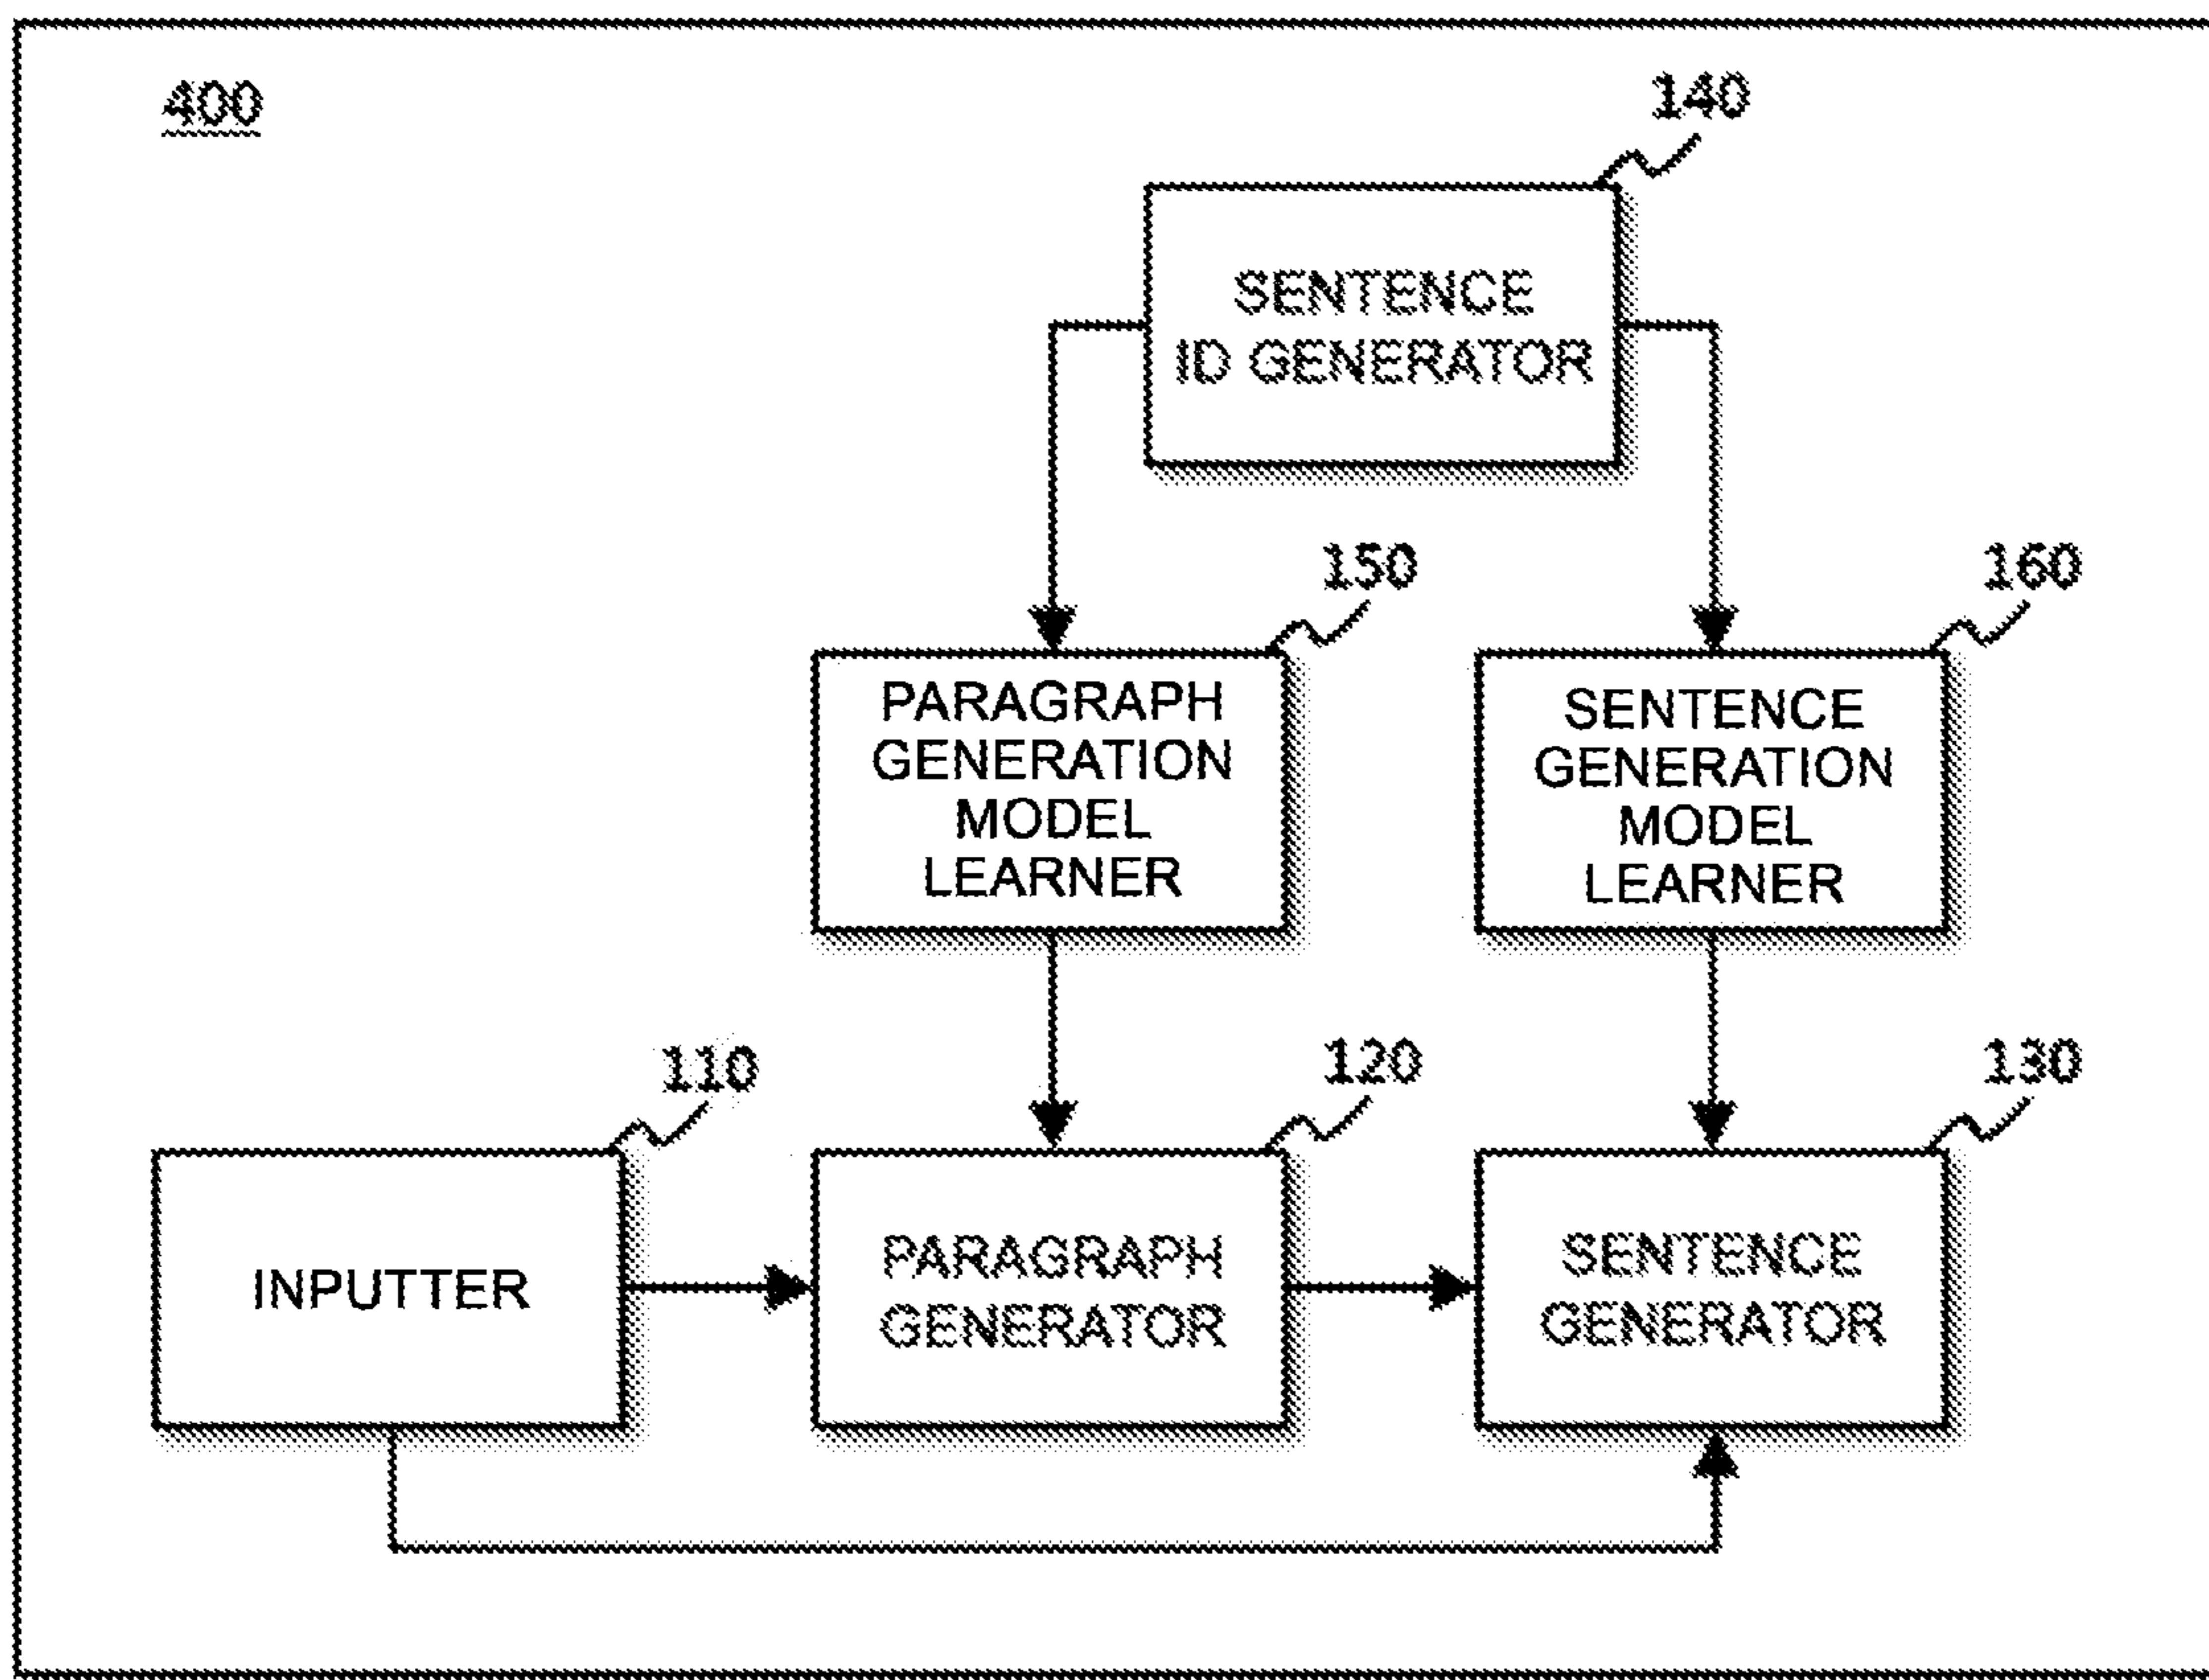 400
140
SENTENCE
ID GENERATOR
150
160
PARAGRAPH
GENERATION
MODEL
LEARNER
SENTENCE
GENERATION
MODEL
LEARNER
110
120
130
INPUTTER
PARAGRAPH
GENERATOR
SENTENCE
GENERATOR